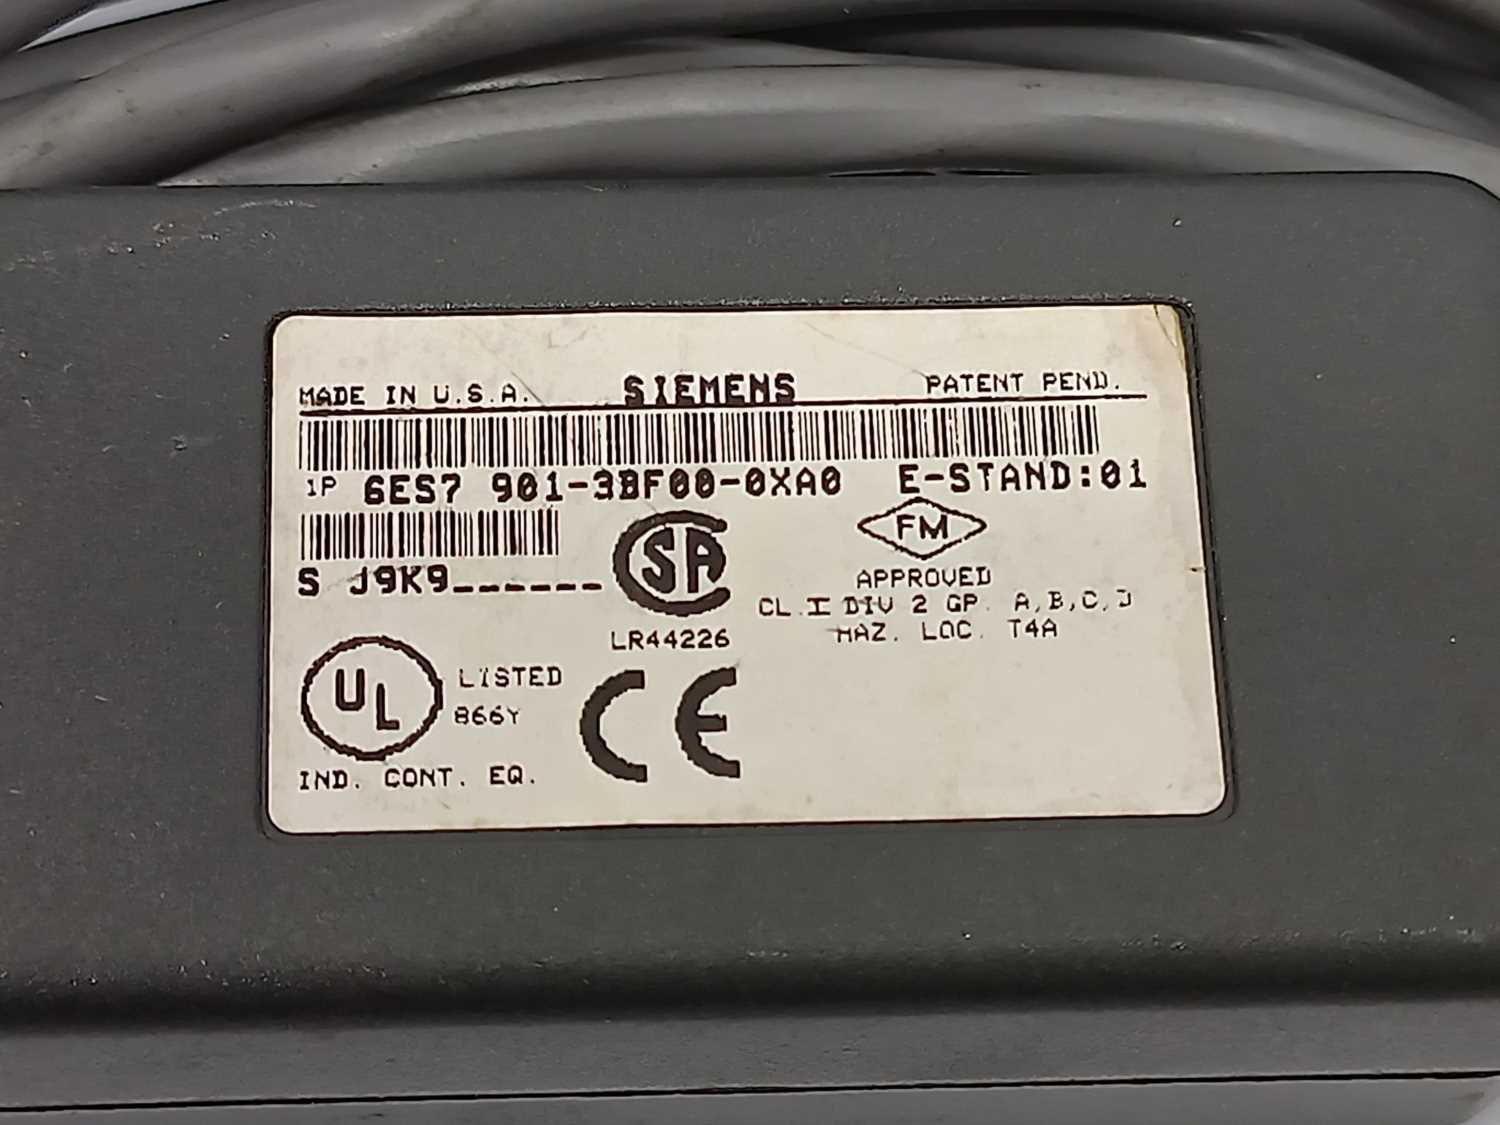 MADE IN U.S.A. SIEMENS PATENT PEND.
1P 6ES7 901-3BF00-0XA0 E-STAND:01
S J9K9______
SA
FM
APPROVED
CL.I DIV 2 GP. A,B,C,D
HAZ. LOC. T4A
LR44226
UL LISTED
866Y
CE
IND. CONT. EQ.